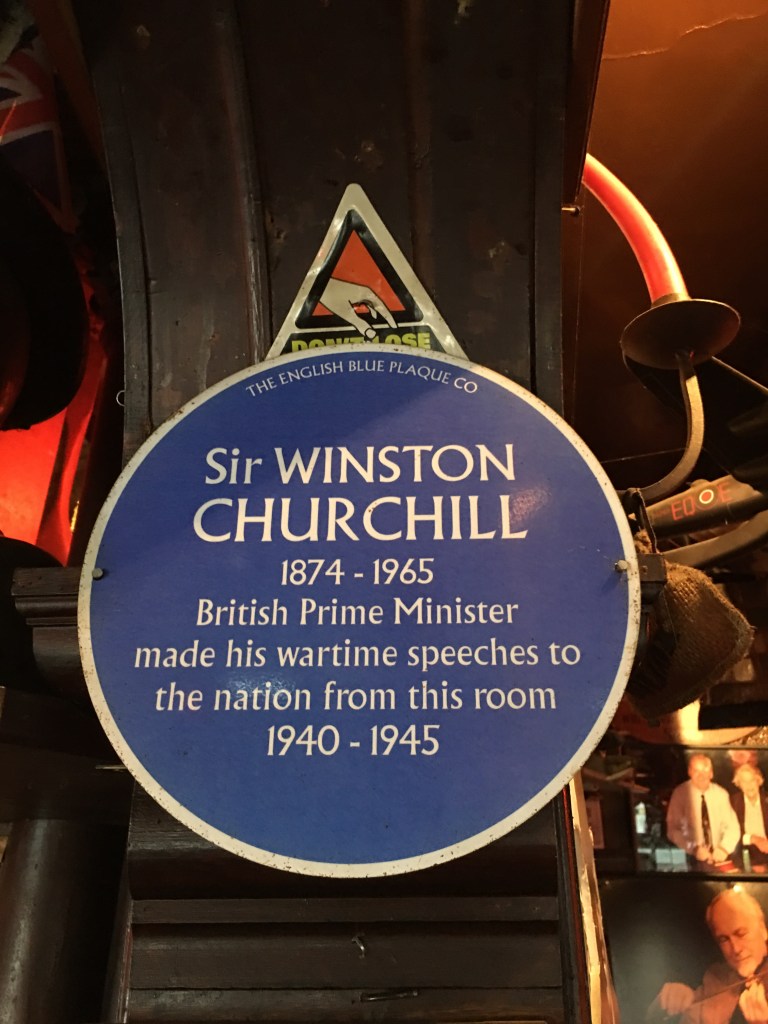 DON'T LOSE
THE ENGLISH BLUE PLAQUE CO
Sir WINSTON
CHURCHILL
1874 - 1965
British Prime Minister
made his wartime speeches to
the nation from this room
1940 - 1945